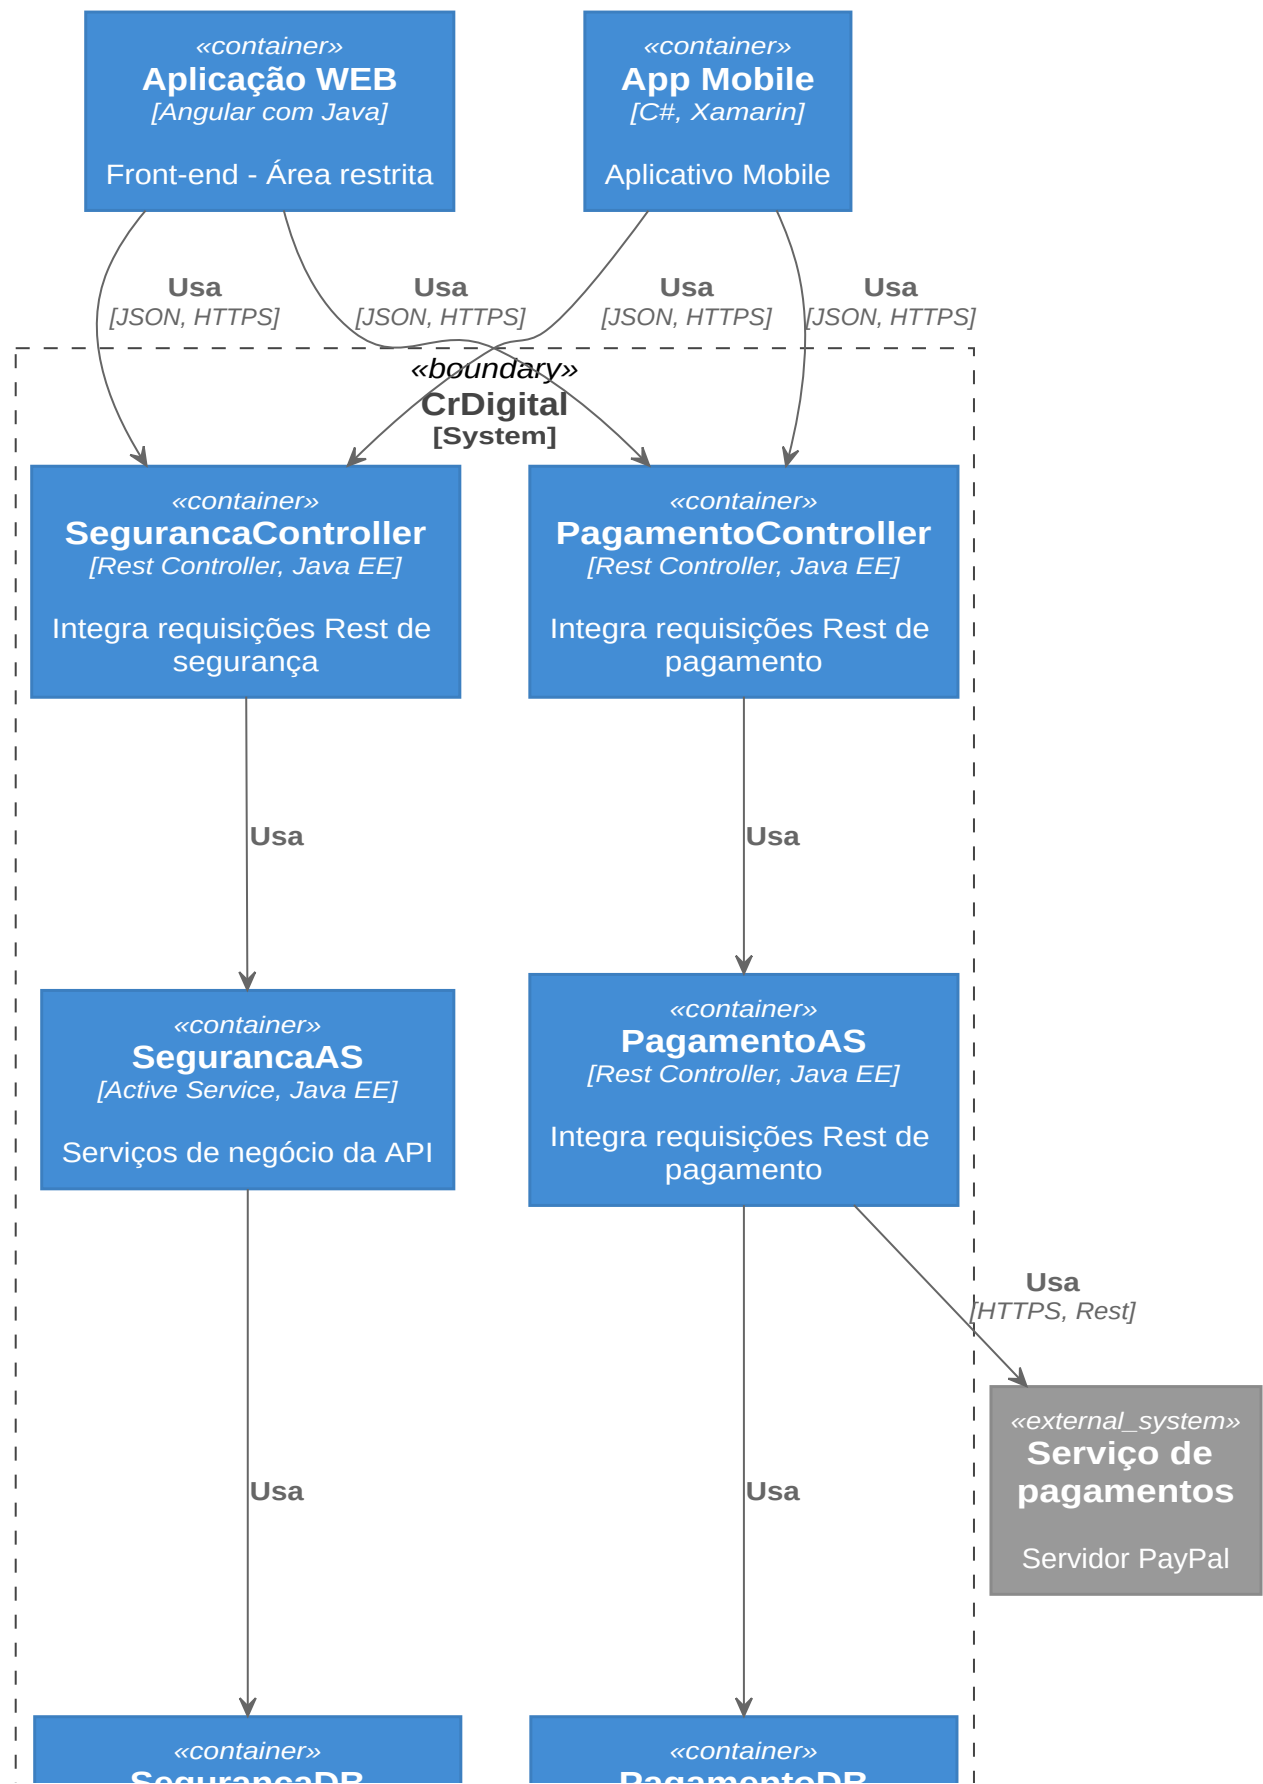 «container»
Aplicação WEB
[Angular com Java]
Front-end - Área restrita
«container»
App Mobile
[C#, Xamarin]
Aplicativo Mobile
Usa
[JSON, HTTPS]
Usa
[JSON, HTTPS]
Usa
[JSON, HTTPS]
Usa
[JSON, HTTPS]
«boundary»
CrDigital
[System]
«container»
SegurancaController
[Rest Controller, Java EE]
Integra requisições Rest de
segurança
«container»
PagamentoController
[Rest Controller, Java EE]
Integra requisições Rest de
pagamento
Usa
Usa
«container»
SegurancaAS
[Active Service, Java EE]
Serviços de negócio da API
«container»
PagamentoAS
[Rest Controller, Java EE]
Integra requisições Rest de
pagamento
Usa
[HTTPS, Rest]
«external_system»
Serviço de
pagamentos
Servidor PayPal
Usa
Usa
«container»
SegurancaDB
«container»
PagamentoDB